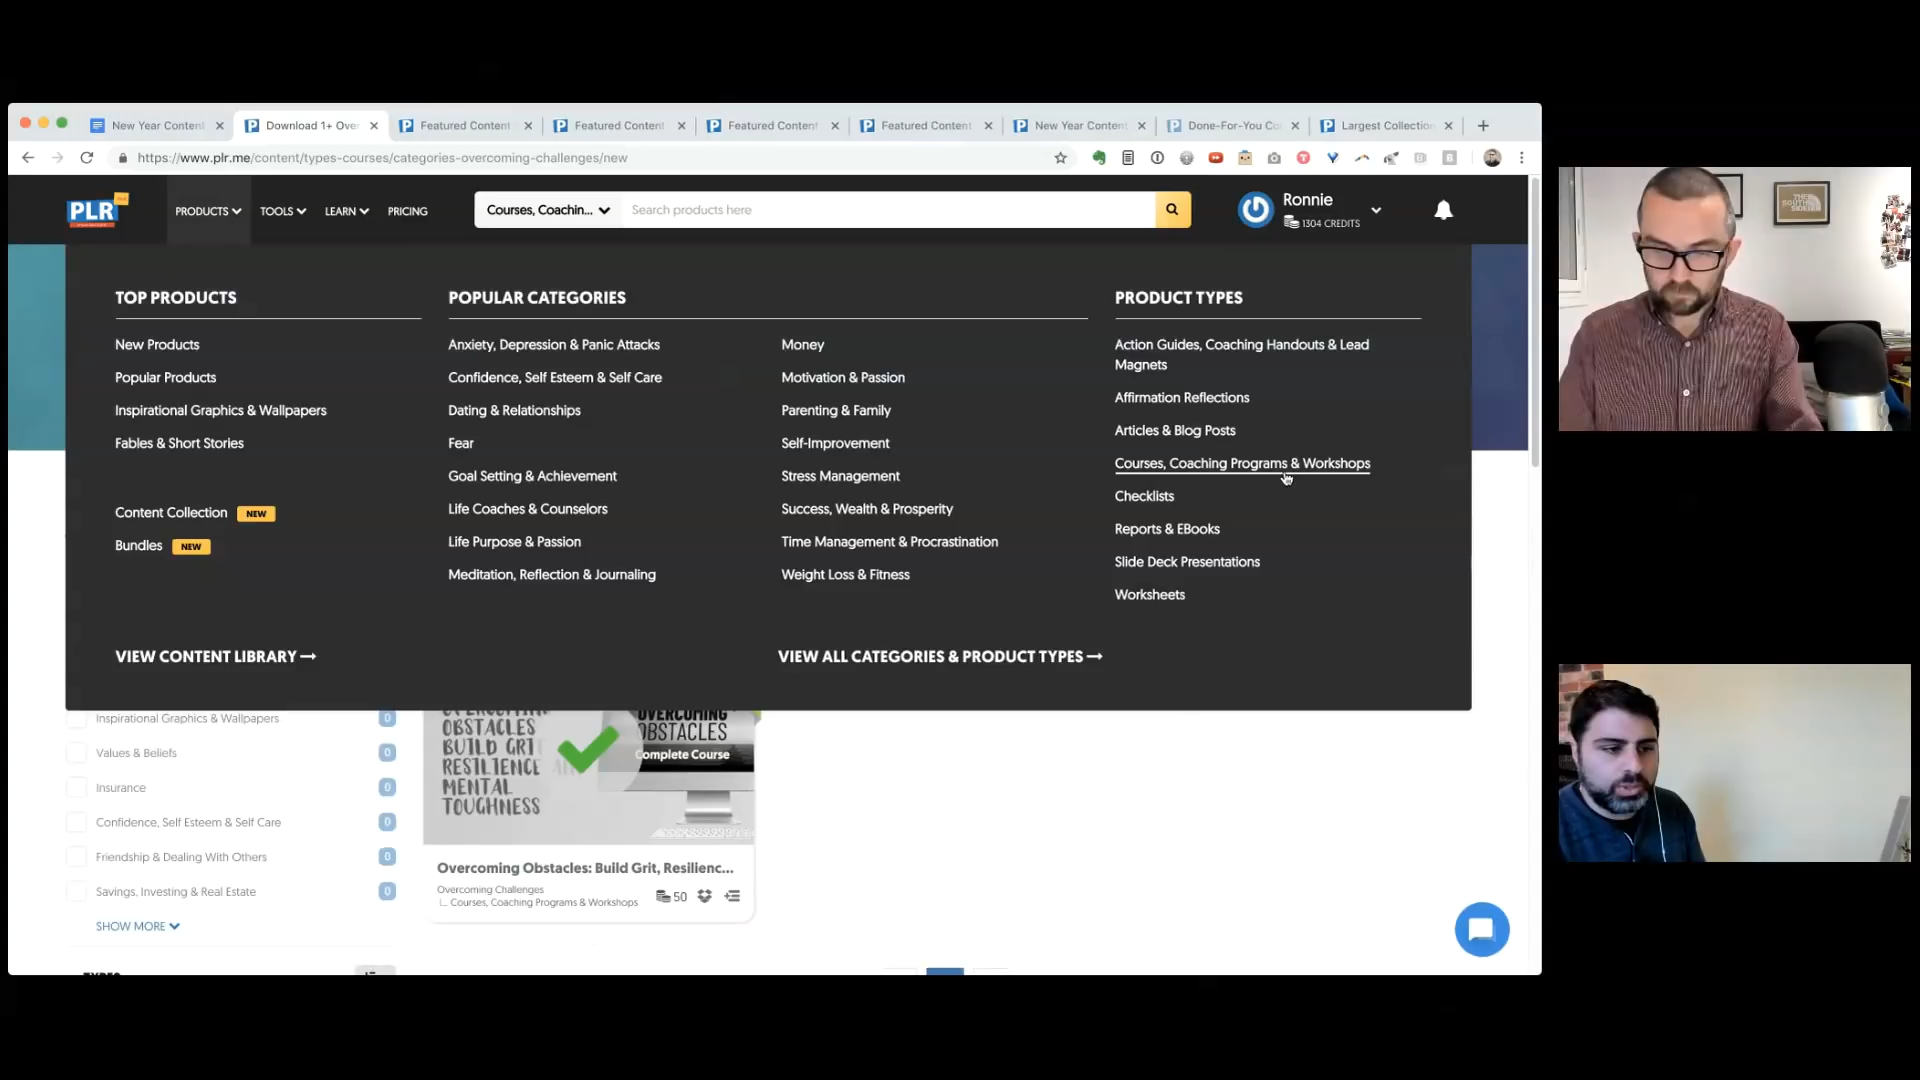 New Year Content
Download 1+ Over
Featured Content
Featured Content
Featured Content
Featured Content
New Year Content
Done-For-You Co
Largest Collection
https://www.plr.me/content/types-courses/categories-overcoming-challenges/new
PLR
PRODUCTS
TOOLS
LEARN
PRICING
Courses, Coachin...
Search products here
Ronnie
1304 CREDITS
TOP PRODUCTS
New Products
Popular Products
Inspirational Graphics & Wallpapers
Fables & Short Stories
Content Collection NEW
Bundles NEW
VIEW CONTENT LIBRARY →
POPULAR CATEGORIES
Anxiety, Depression & Panic Attacks
Confidence, Self Esteem & Self Care
Dating & Relationships
Fear
Goal Setting & Achievement
Life Coaches & Counselors
Life Purpose & Passion
Meditation, Reflection & Journaling
Money
Motivation & Passion
Parenting & Family
Self-Improvement
Stress Management
Success, Wealth & Prosperity
Time Management & Procrastination
Weight Loss & Fitness
VIEW ALL CATEGORIES & PRODUCT TYPES →
PRODUCT TYPES
Action Guides, Coaching Handouts & Lead
Magnets
Affirmation Reflections
Articles & Blog Posts
Courses, Coaching Programs & Workshops
Checklists
Reports & EBooks
Slide Deck Presentations
Worksheets
Inspirational Graphics & Wallpapers 0
Values & Beliefs 0
Insurance 0
Confidence, Self Esteem & Self Care 0
Friendship & Dealing With Others 0
Savings, Investing & Real Estate 0
SHOW MORE
TYPES
OVERCOMING
OBSTACLES
BUILD GRIT
RESILIENCE
MENTAL
TOUGHNESS
OVERCOMING
OBSTACLES
Complete Course
Overcoming Obstacles: Build Grit, Resilienc...
Overcoming Challenges
Courses, Coaching Programs & Workshops
50
THE
SOUTH
SIDE